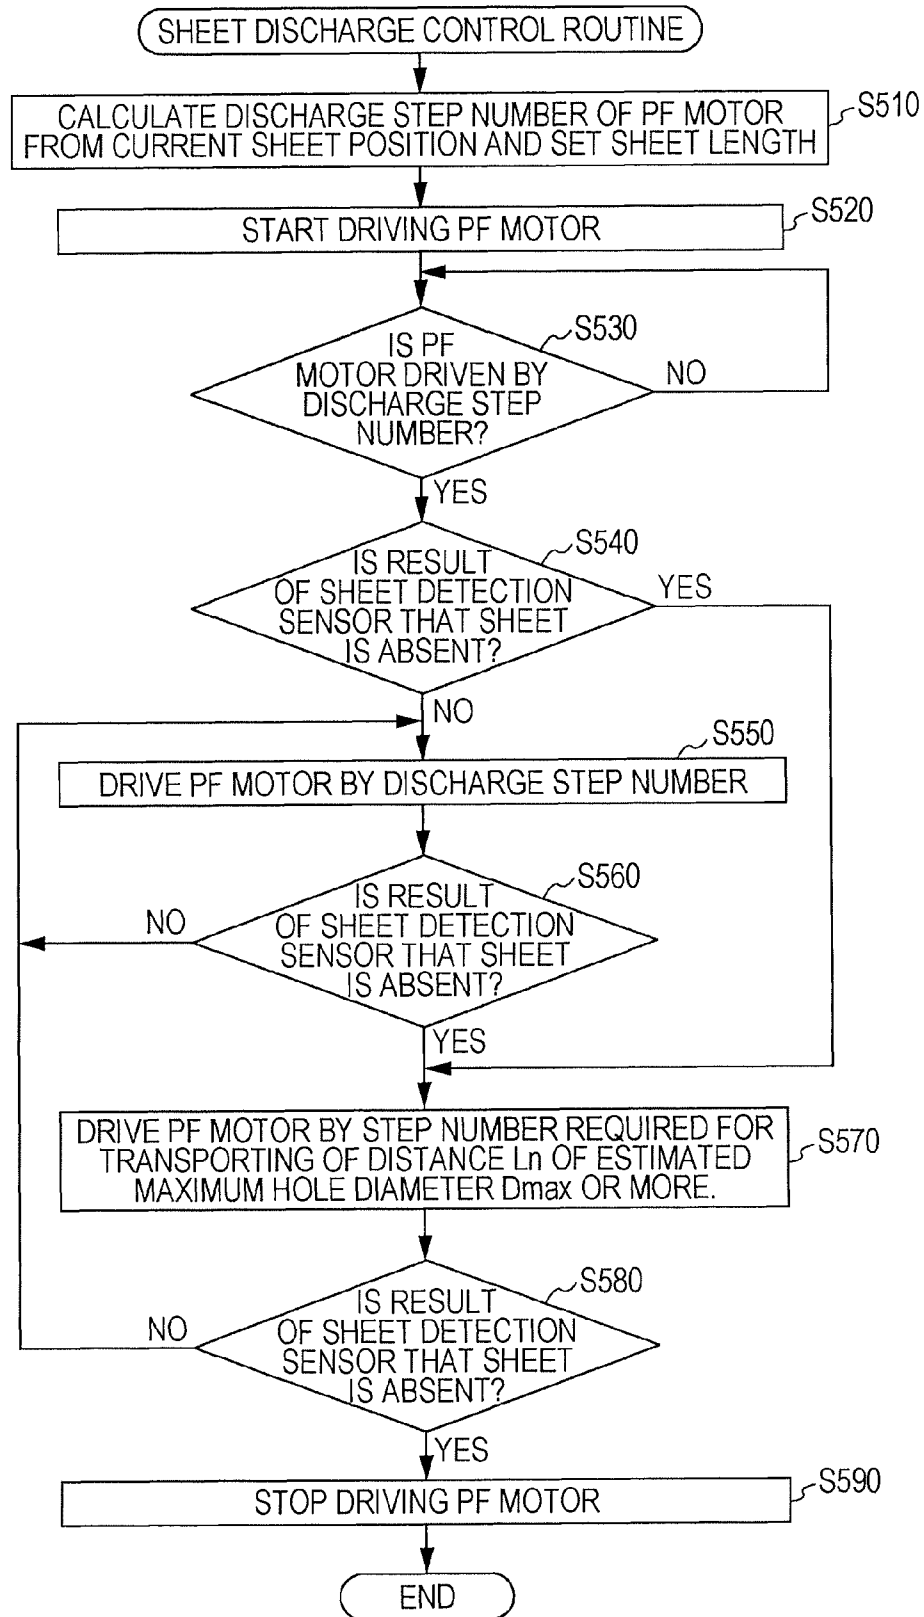 SHEET DISCHARGE CONTROL ROUTINE
CALCULATE DISCHARGE STEP NUMBER OF PF MOTOR
FROM CURRENT SHEET POSITION AND SET SHEET LENGTH
S510
START DRIVING PF MOTOR
S520
IS PF
MOTOR DRIVEN BY
DISCHARGE STEP
NUMBER?
S530
NO
YES
IS RESULT
OF SHEET DETECTION
SENSOR THAT SHEET
IS ABSENT?
S540
YES
NO
S550
DRIVE PF MOTOR BY DISCHARGE STEP NUMBER
IS RESULT
OF SHEET DETECTION
SENSOR THAT SHEET
IS ABSENT?
S560
NO
YES
DRIVE PF MOTOR BY STEP NUMBER REQUIRED FOR
TRANSPORTING OF DISTANCE Ln OF ESTIMATED
MAXIMUM HOLE DIAMETER Dmax OR MORE.
S570
IS RESULT
OF SHEET DETECTION
SENSOR THAT SHEET
IS ABSENT?
S580
NO
YES
STOP DRIVING PF MOTOR
S590
END